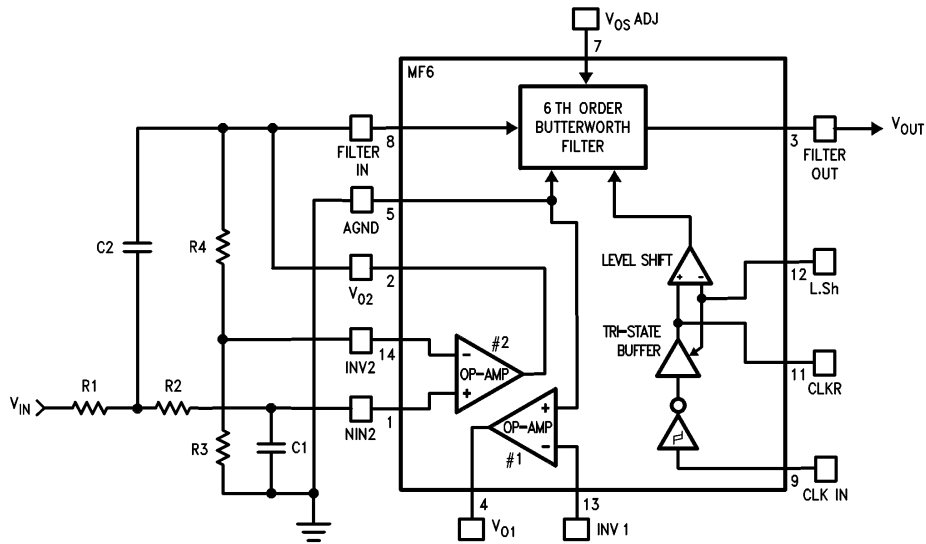 V_OS ADJ
7
MF6
6 TH ORDER
BUTTERWORTH
FILTER
8
FILTER
IN
3
FILTER
OUT
V_OUT
5
AGND
C2
R4
2
V_O2
LEVEL SHIFT
+ -
12
L.Sh
TRI-STATE
BUFFER
14
INV2
#2
-
OP-AMP
+
11
CLKR
V_IN
R1
R2
1
NIN2
+
OP-AMP
-
#1
R3
C1
9
CLK IN
4
V_O1
13
INV 1